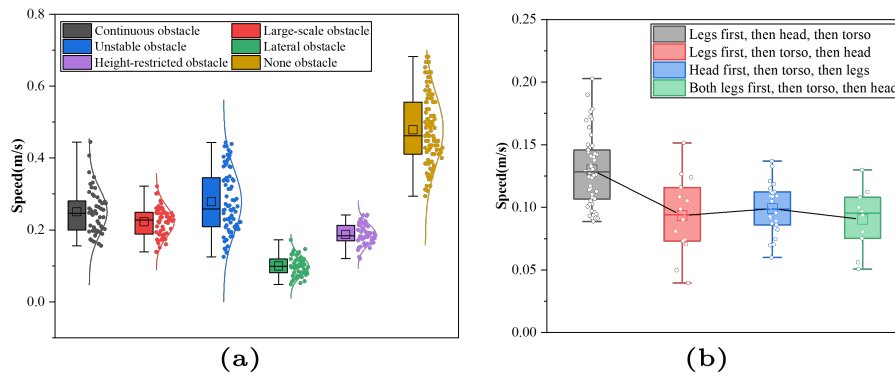 0.8
0.6
0.4
0.2
0.0
Speed(m/s)
Continuous obstacle
Large-scale obstacle
Unstable obstacle
Lateral obstacle
Height-restricted obstacle
None obstacle
(a)
0.25
0.20
0.15
0.10
0.05
0.00
Speed(m/s)
Legs first, then head, then torso
Legs first, then torso, then head
Head first, then torso, then legs
Both legs first, then torso, then head
(b)